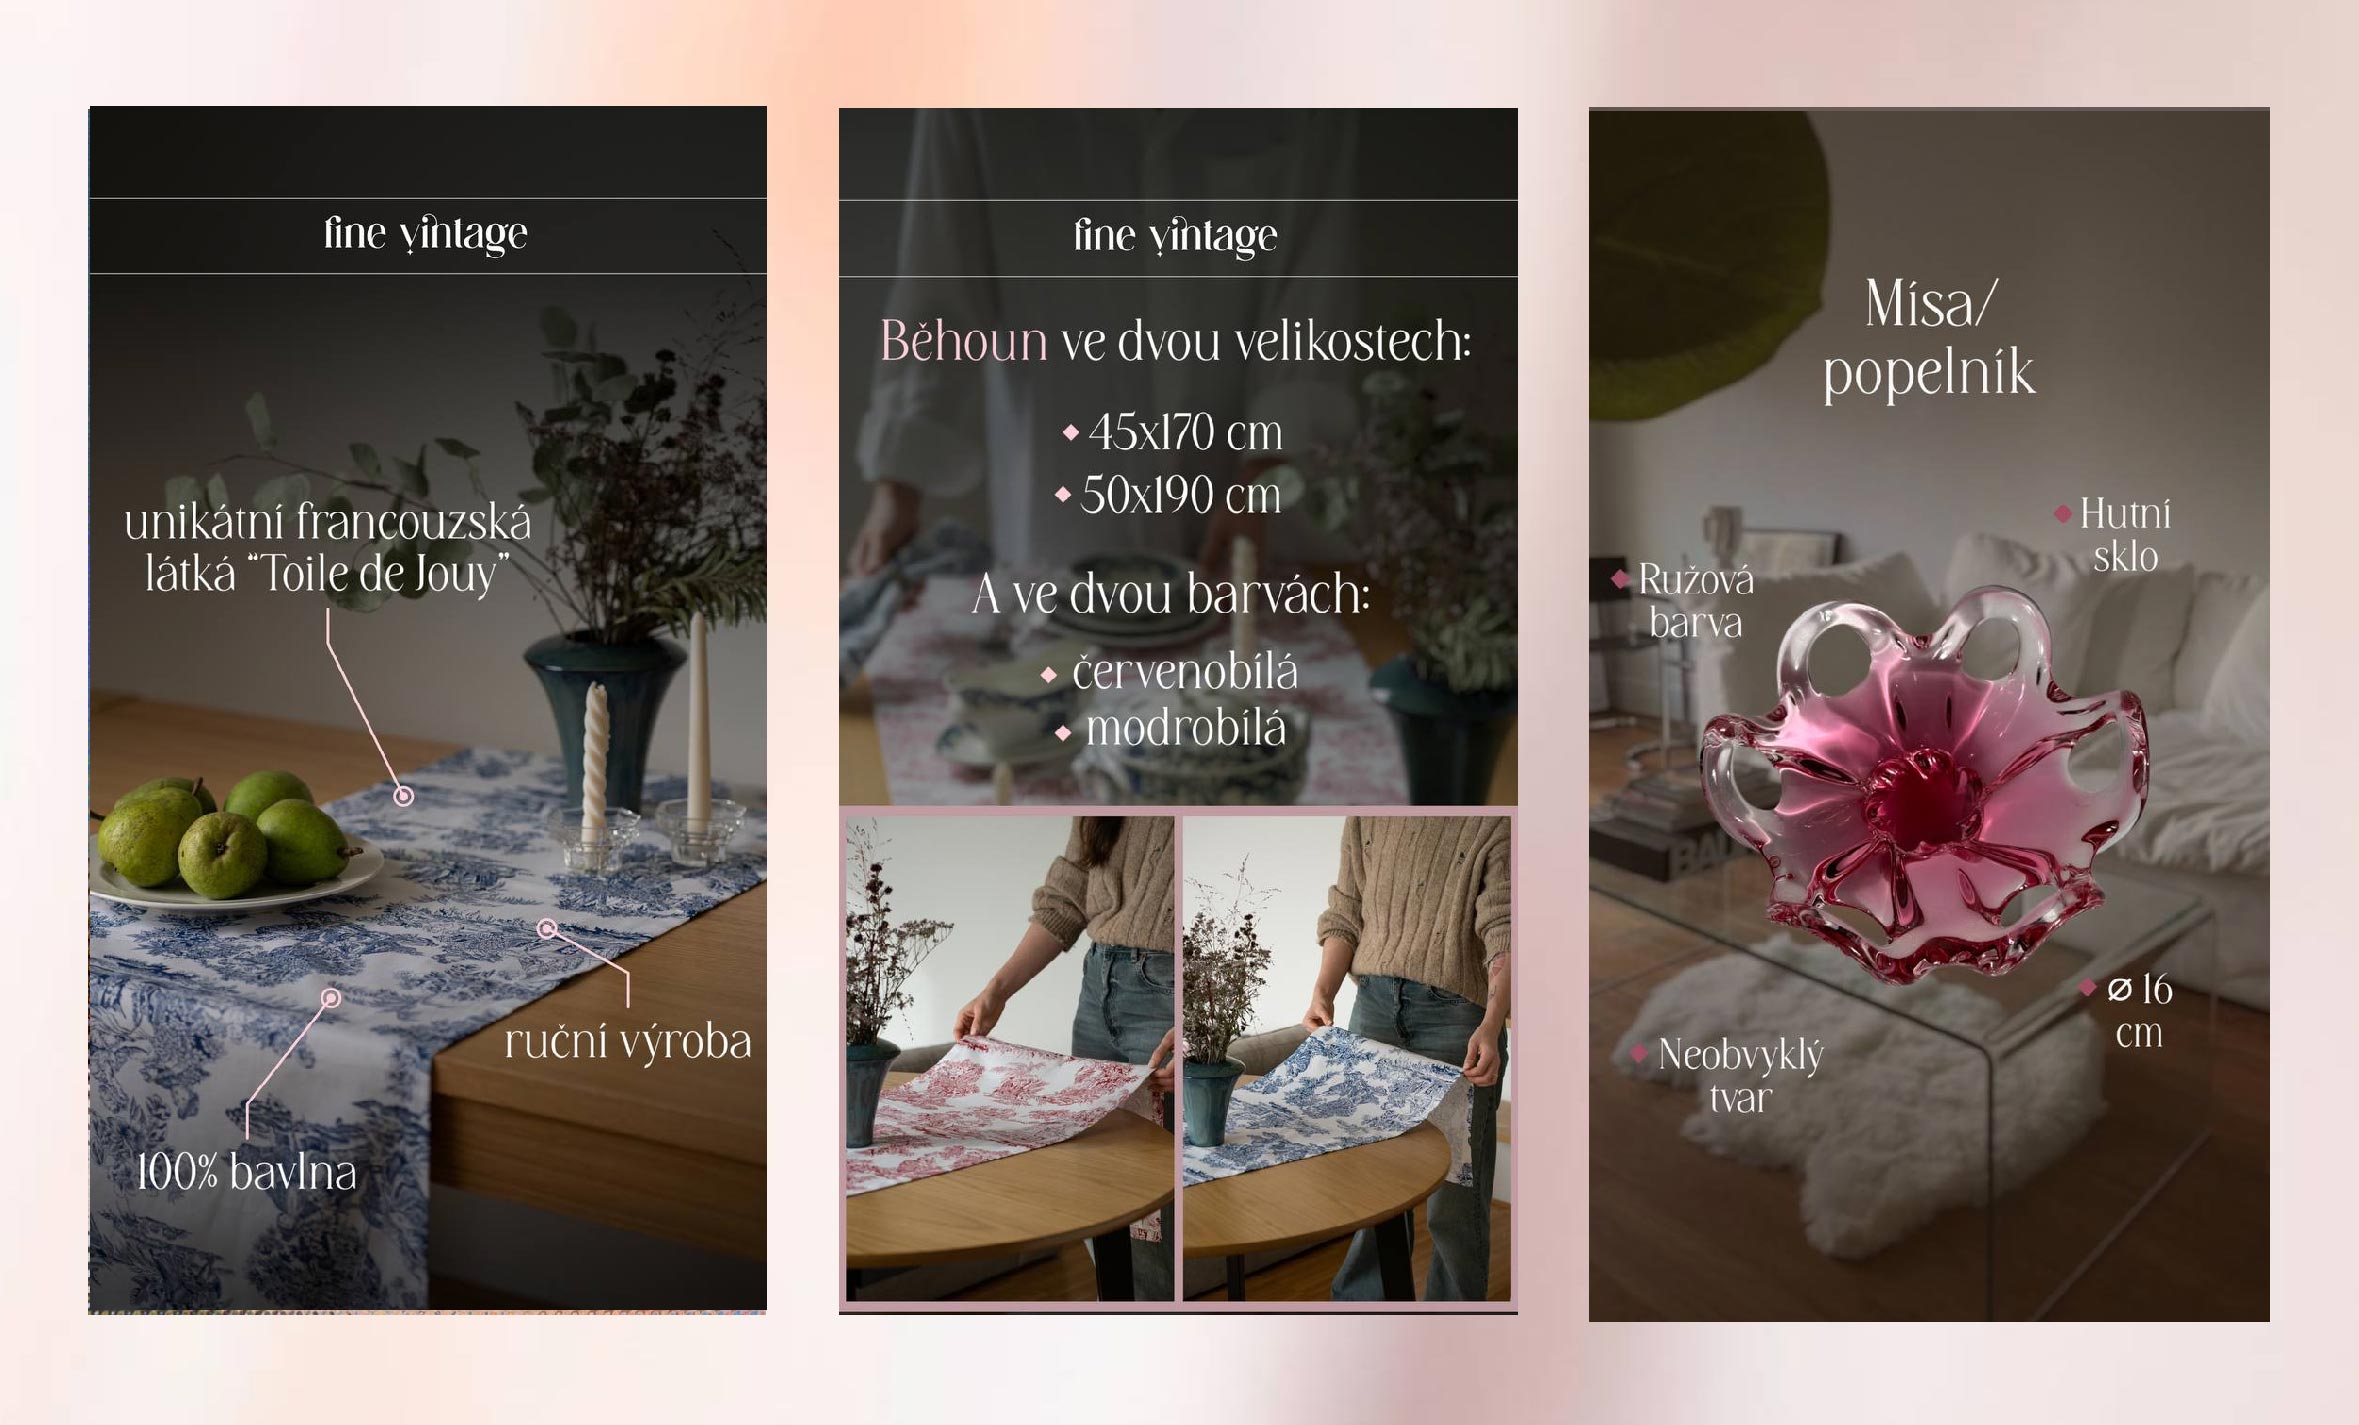 fine vintage
unikátní francouzská
látká “Toile de Jouy”
ruční výroba
100% bavlna
fine vintage
Běhoun ve dvou velikostech:
45x170 cm
50x190 cm
A ve dvou barvách:
červenobílá
modrobílá
Mísa/
popelník
Hutní
sklo
Ružová
barva
⌀ 16
cm
Neobvyklý
tvar